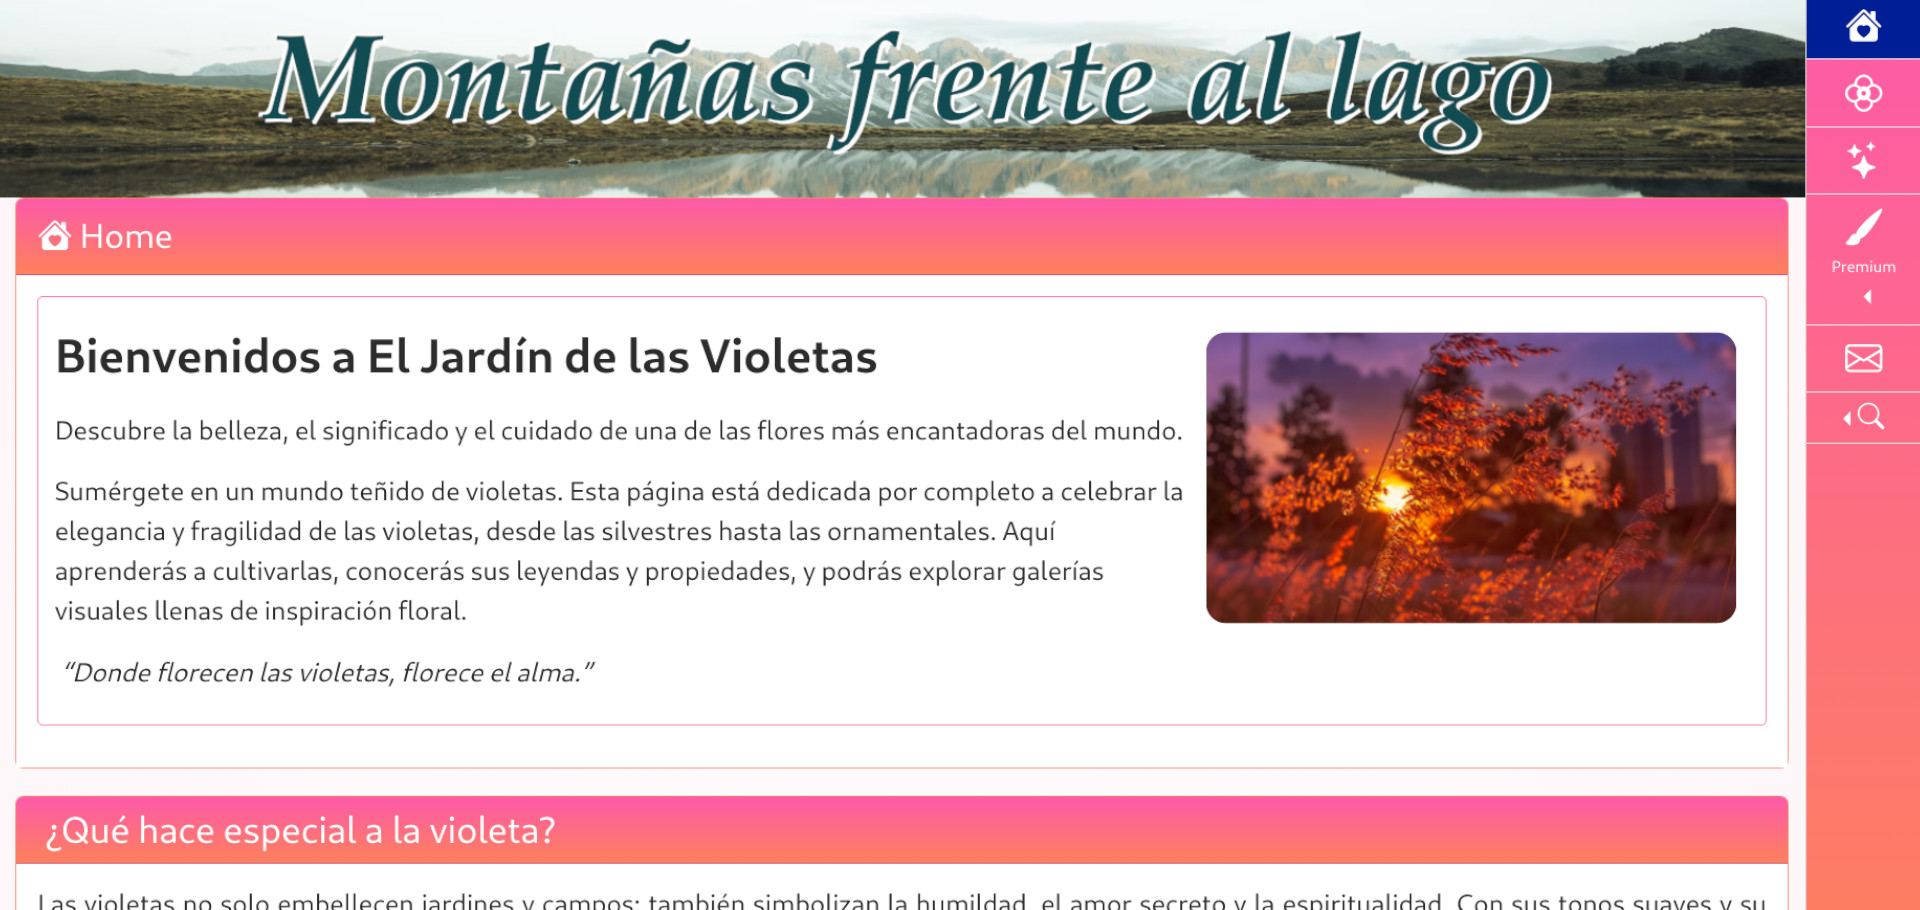 Montañas frente al lago
Home
Premium
Bienvenidos a El Jardín de las Violetas
Descubre la belleza, el significado y el cuidado de una de las flores más encantadoras del mundo.
Sumérgete en un mundo teñido de violetas. Esta página está dedicada por completo a celebrar la
elegancia y fragilidad de las violetas, desde las silvestres hasta las ornamentales. Aquí
aprenderás a cultivarlas, conocerás sus leyendas y propiedades, y podrás explorar galerías
visuales llenas de inspiración floral.
“Donde florecen las violetas, florece el alma.”
¿Qué hace especial a la violeta?
Las violetas no solo embellecen jardines y campos: también simbolizan la humildad, el amor secreto y la espiritualidad. Con sus tonos suaves y su